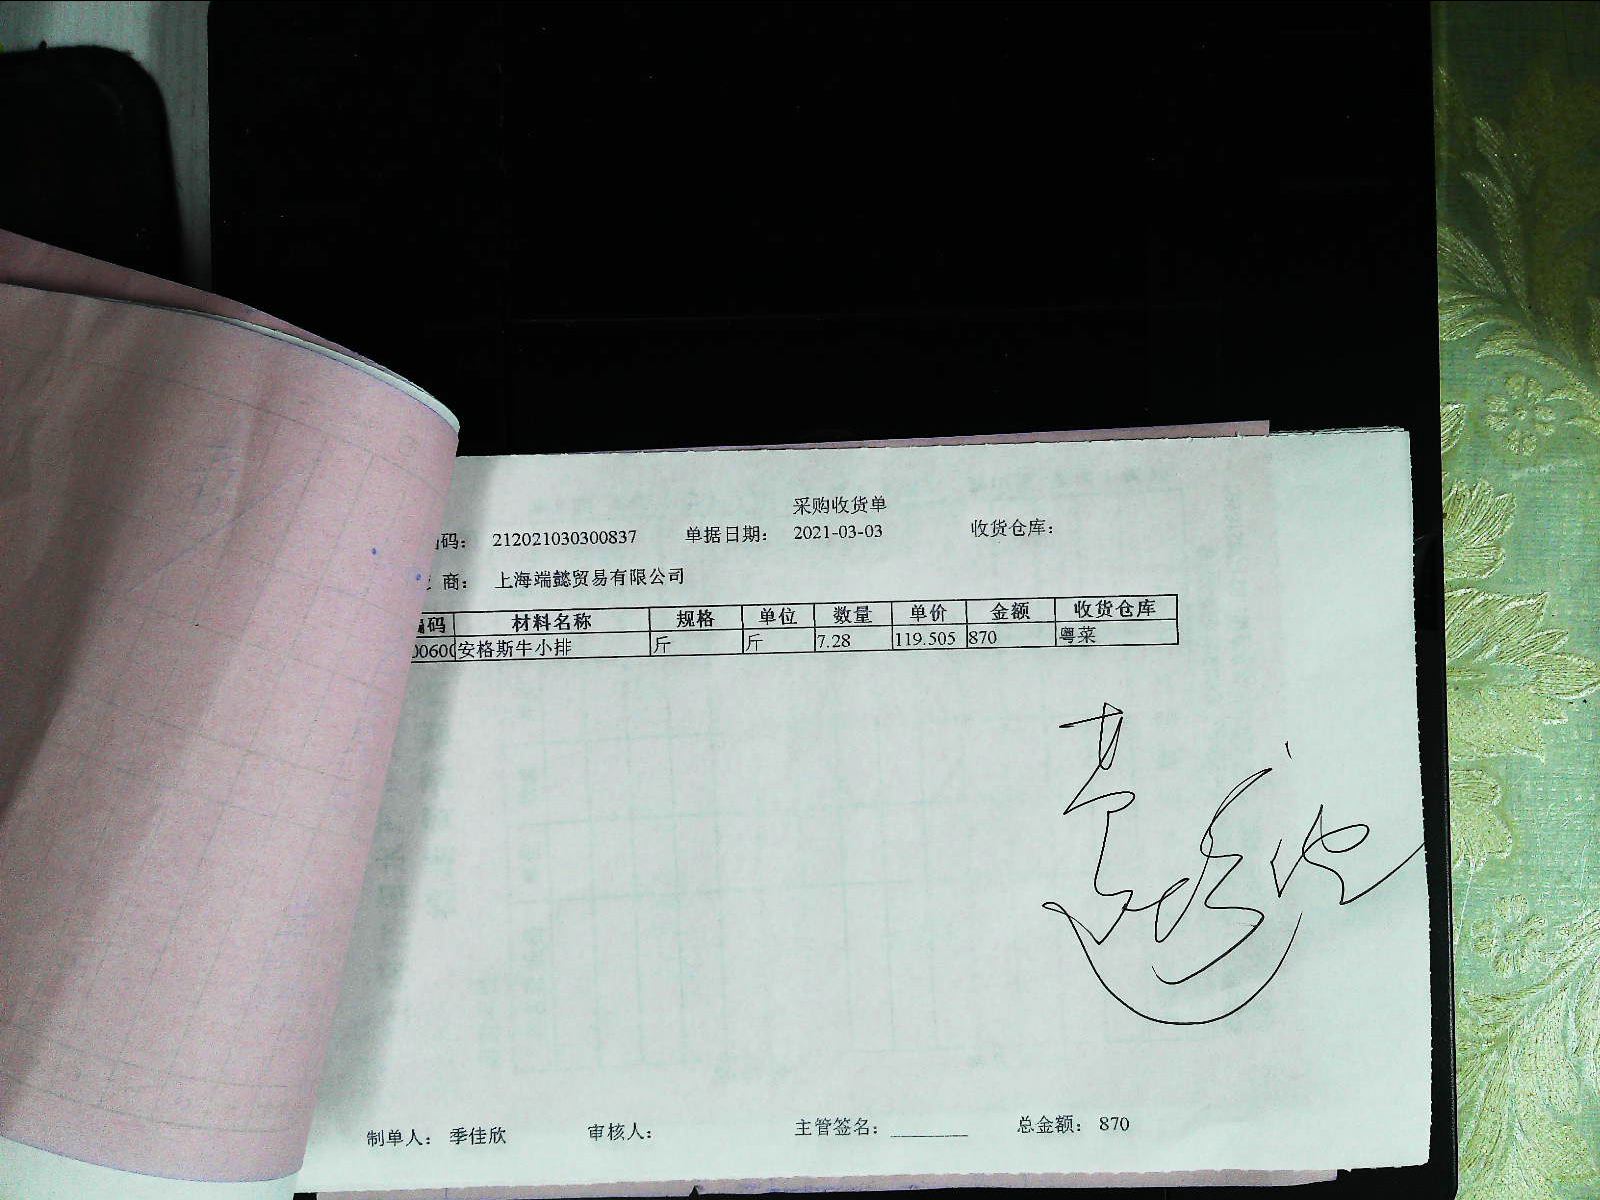 采购收货单
码： 212021030300837 单据日期： 2021-03-03 收货仓库：
商： 上海端懿贸易有限公司
编码 材料名称 规格 单位 数量 单价 金额 收货仓库
00600 安格斯牛小排 斤 斤 7.28 119.505 870 粤菜
制单人： 季佳欣 审核人： 主管签名：________ 总金额： 870